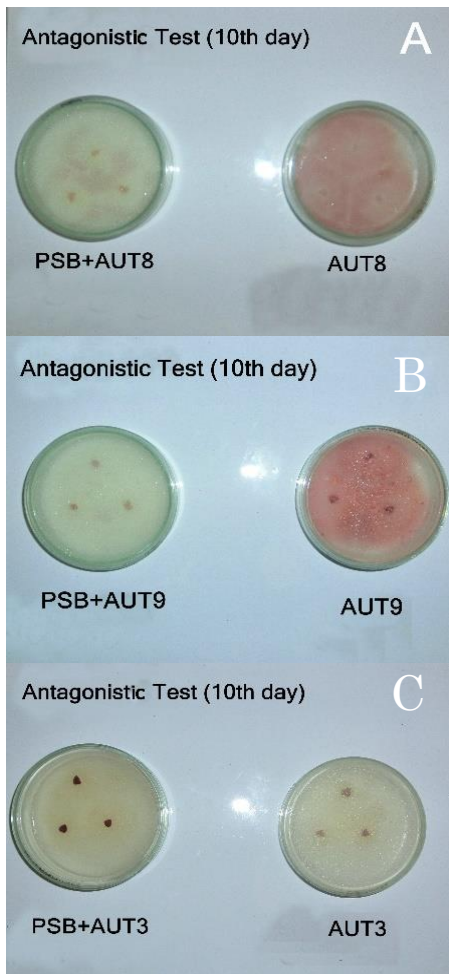 Antagonistic Test (10th day)
A
PSB+AUT8
AUT8
Antagonistic Test (10th day)
B
PSB+AUT9
AUT9
Antagonistic Test (10th day)
C
PSB+AUT3
AUT3